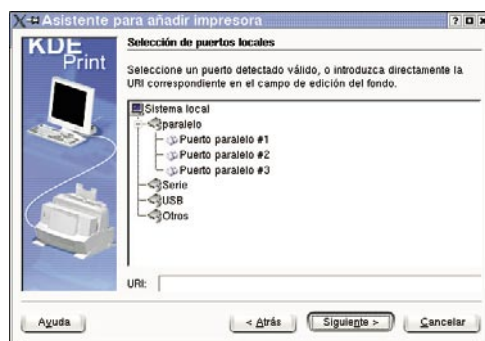 Asistente para añadir impresora
KDE
Print
Selección de puertos locales
Seleccione un puerto detectado válido, o introduzca directamente la
URI correspondiente en el campo de edición del fondo.
Sistema local
paralelo
Puerto paralelo #1
Puerto paralelo #2
Puerto paralelo #3
Serie
USB
Otros
URI:
Ayuda
< Atrás
Siguiente >
Cancelar